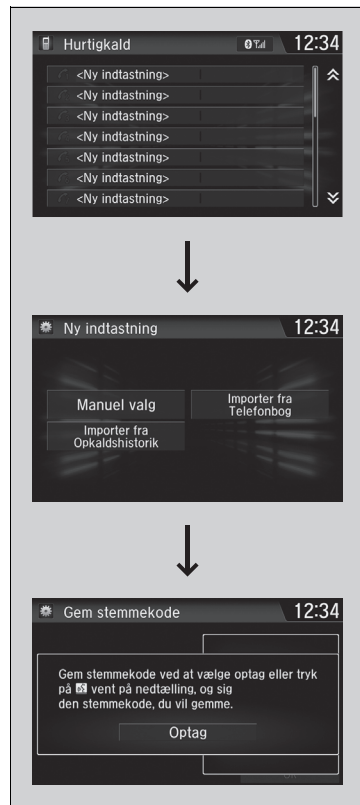 Hurtigkald 12:34
<Ny indtastning>
<Ny indtastning>
<Ny indtastning>
<Ny indtastning>
<Ny indtastning>
<Ny indtastning>
<Ny indtastning>
Ny indtastning 12:34
Manuel valg
Importer fra
Telefonbog
Importer fra
Opkaldshistorik
Gem stemmekode 12:34
Gem stemmekode ved at vælge optag eller tryk
på vent på nedtælling, og sig
den stemmekode, du vil gemme.
Optag